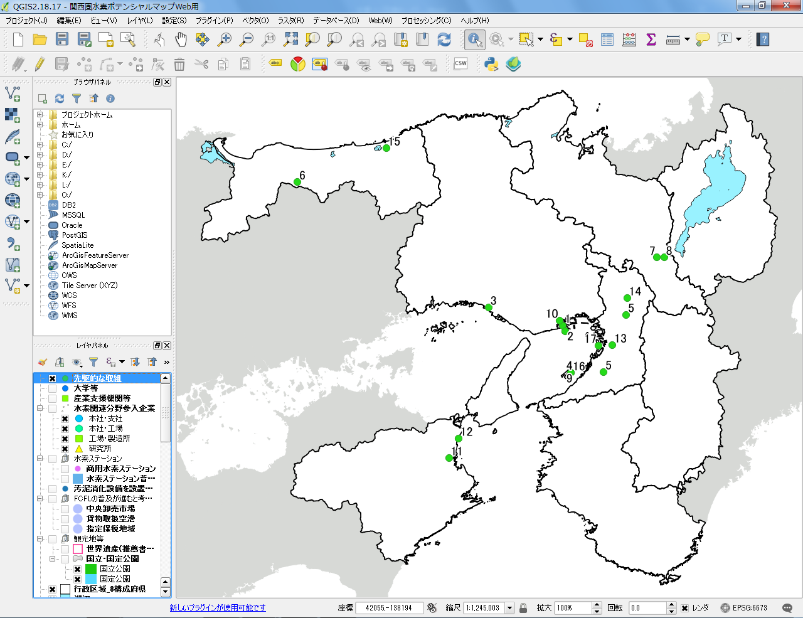 QGIS2.18.17 - 関西圏水素ポテンシャルマップWeb用
プロジェクト(J) 編集(E) ビュー(V) レイヤ(L) 設定(S) プラグイン(P) ベクタ(O) ラスタ(R) データベース(D) Web(W) プロセッシング(C) ヘルプ(H)
CSW
ブラウザパネル
プロジェクトホーム
ホーム
お気に入り
C:/
D:/
E:/
K:/
L:/
O:/
DB2
MSSQL
Oracle
PostGIS
SpatiaLite
ArcGisFeatureServer
ArcGisMapServer
OWS
Tile Server (XYZ)
WCS
WFS
WMS
レイヤパネル
先駆的な取組
大学等
産業支援機関等
水素関連分野参入企業
本社・支社
本社・工場
工場・製造所
研究所
水素ステーション
商用水素ステーション
水素ステーション普…
汚泥消化設備を設置…
FCFLの普及が進むと考…
中央卸売市場
貨物取扱空港
指定保税地域
観光地等
世界遺産(推薦書…
国立・国定公園
国立公園
国定公園
行政区域_8構成府県
15
6
7 8
3
14
10 1
5
2
17 13
4 16
9
5
12
11
新しいプラグインが使用可能です
座標 42055,-138194 縮尺 1:1,245,003 拡大 100% 回転 0.0 レンダ EPSG:6673